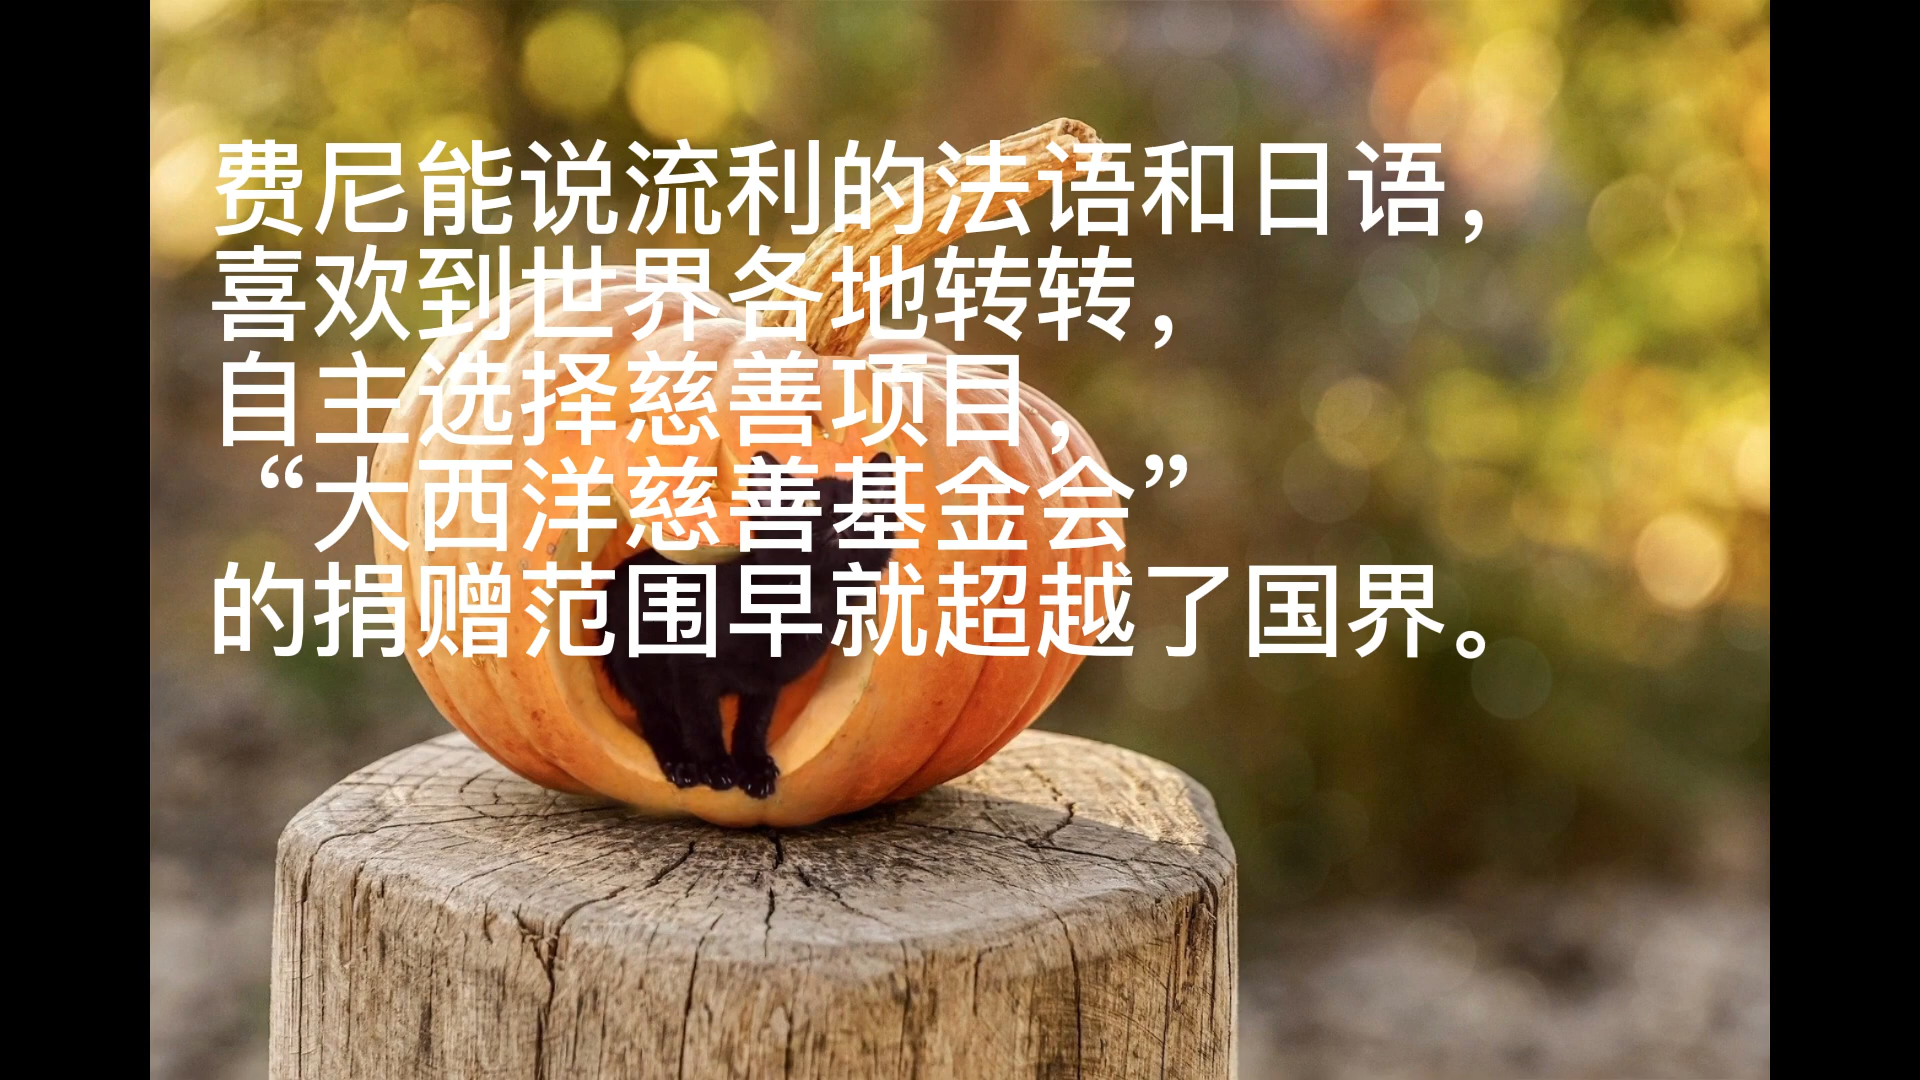 费尼能说流利的法语和日语，
喜欢到世界各地转转，
自主选择慈善项目，
“大西洋慈善基金会”
的捐赠范围早就超越了国界。